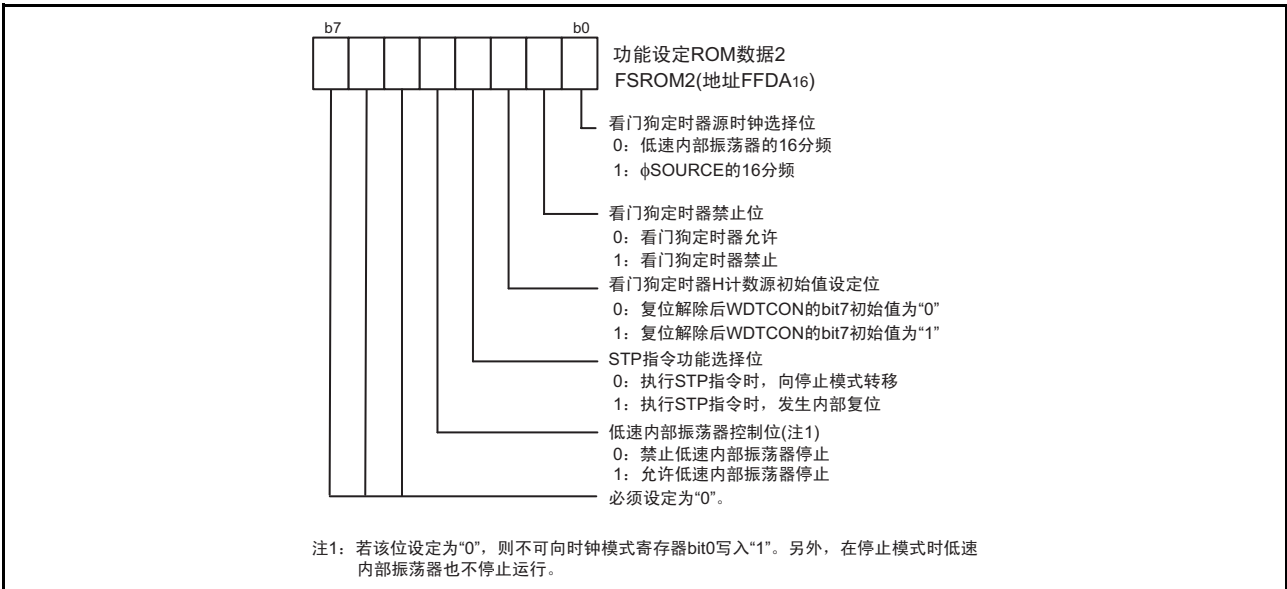 b7 b0
功能设定ROM数据2
FSROM2(地址FFDA16)
看门狗定时器源时钟选择位
0：低速内部振荡器的16分频
1：ϕSOURCE的16分频
看门狗定时器禁止位
0：看门狗定时器允许
1：看门狗定时器禁止
看门狗定时器H计数源初始值设定位
0：复位解除后WDTCON的bit7初始值为“0”
1：复位解除后WDTCON的bit7初始值为“1”
STP指令功能选择位
0：执行STP指令时，向停止模式转移
1：执行STP指令时，发生内部复位
低速内部振荡器控制位(注1)
0：禁止低速内部振荡器停止
1：允许低速内部振荡器停止
必须设定为“0”。
注1：若该位设定为“0”，则不可向时钟模式寄存器bit0写入“1”。另外，在停止模式时低速
内部振荡器也不停止运行。